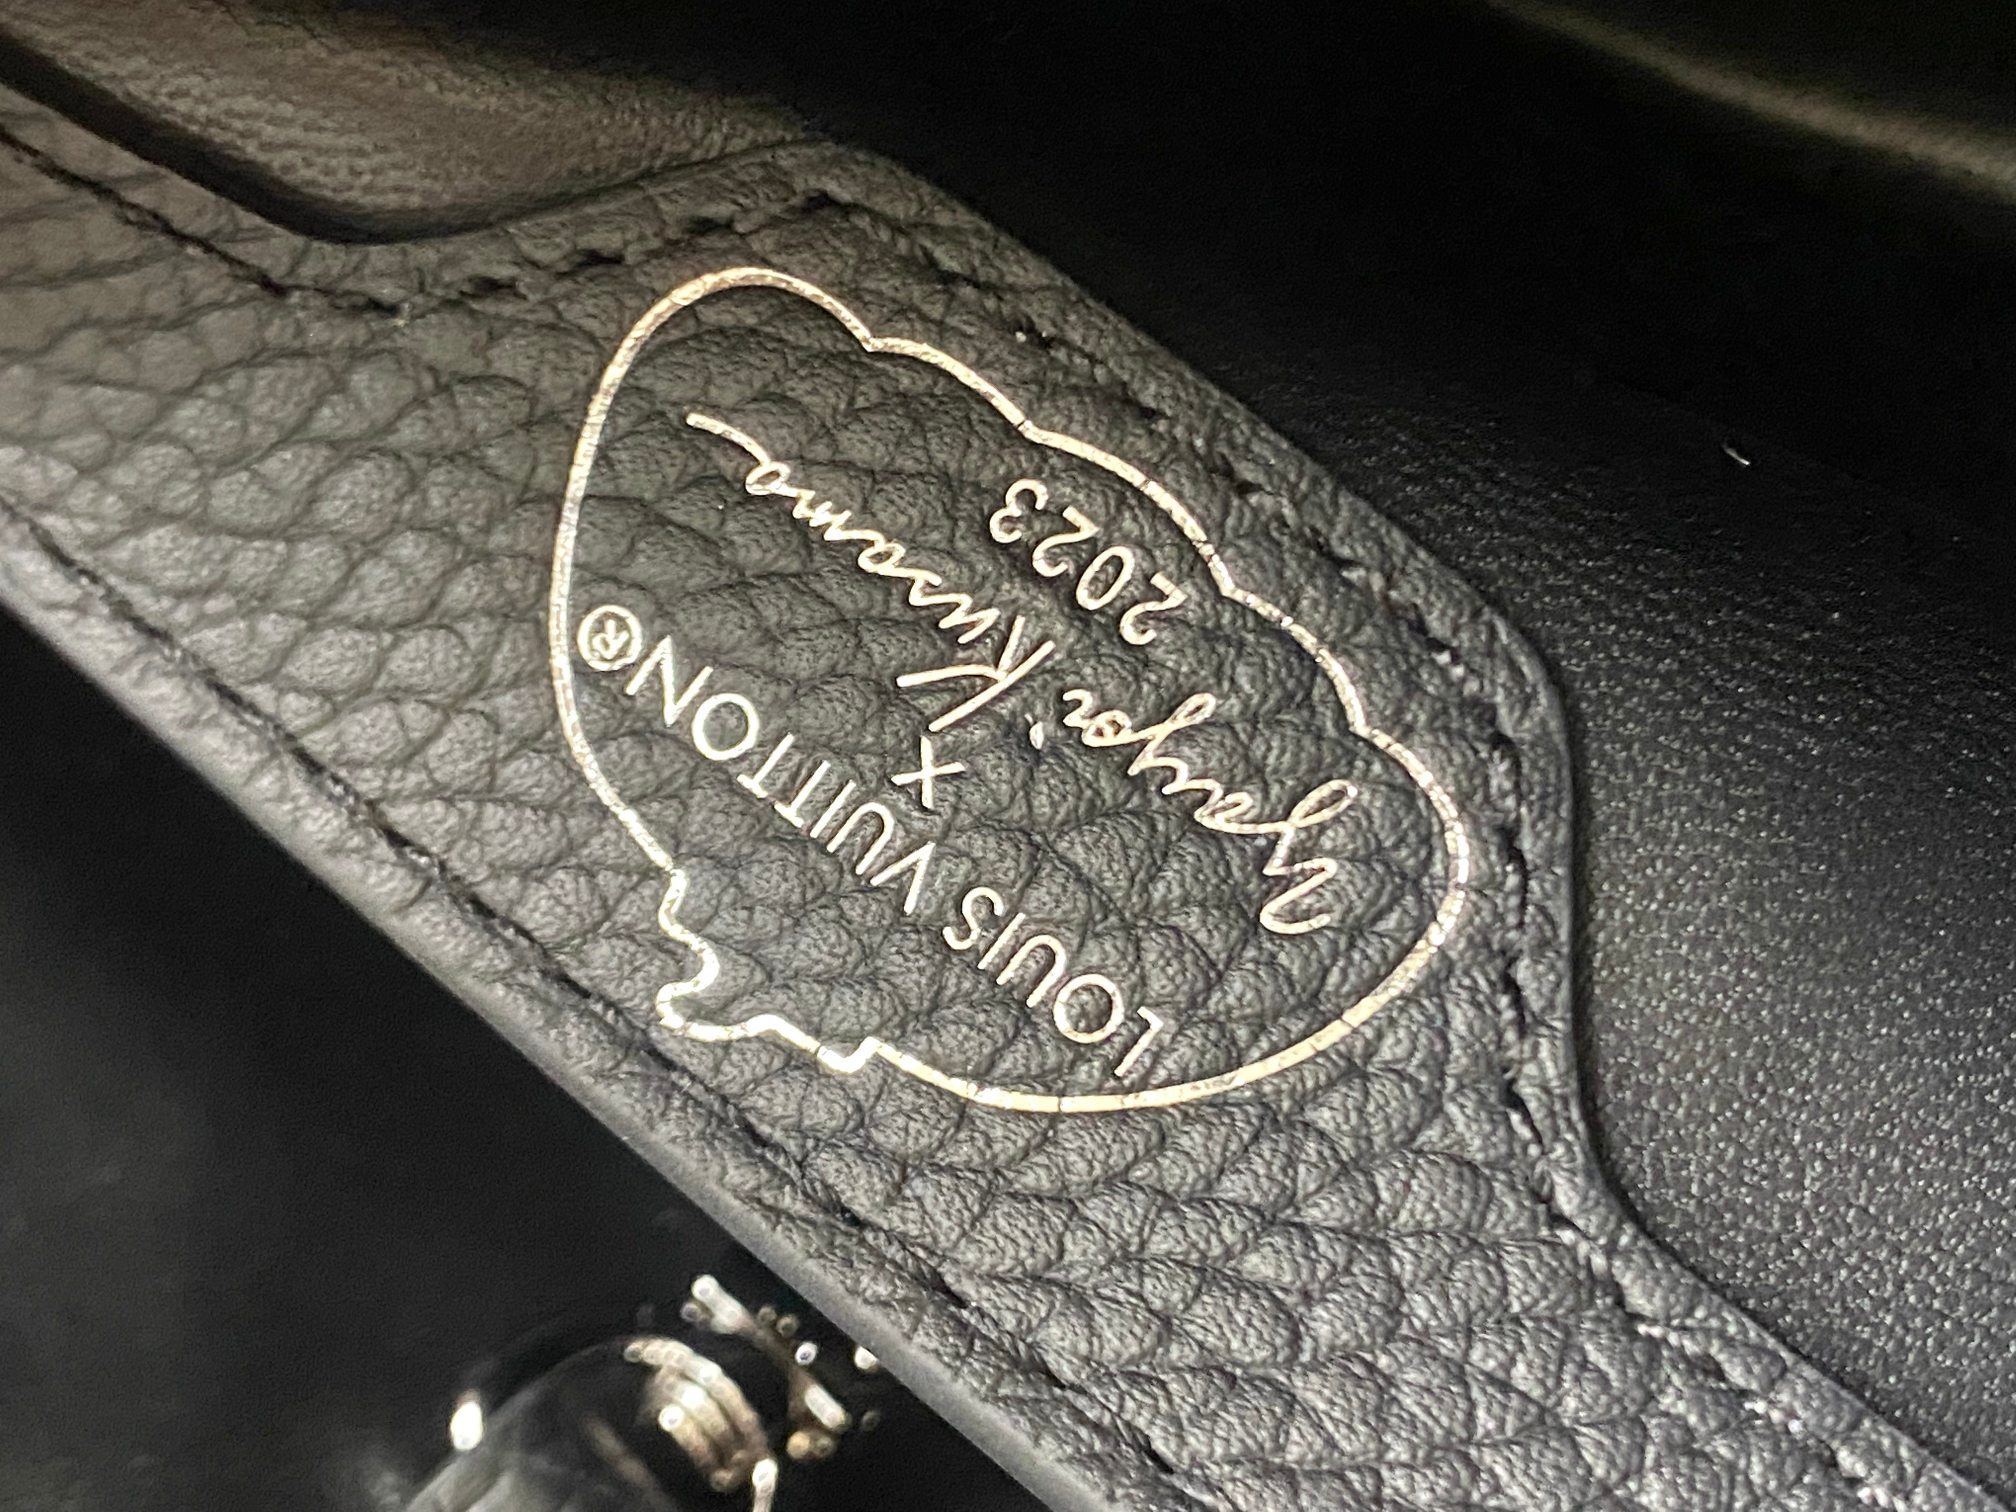 LOUIS VUITTON®
x
Yayoi Kusama
2023